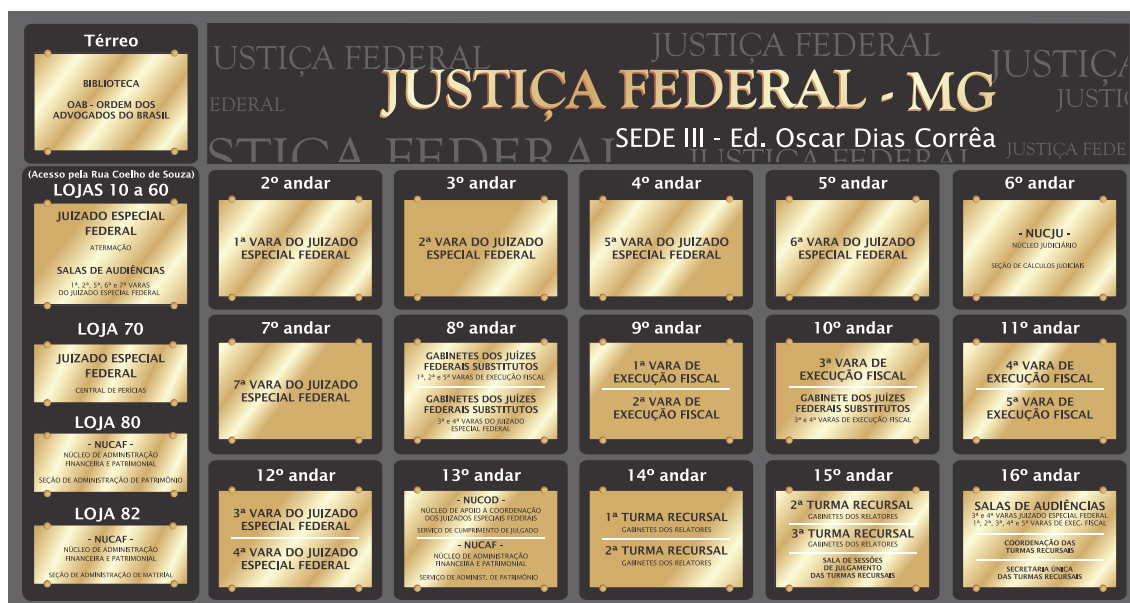 Térreo
BIBLIOTECA
OAB - ORDEM DOS
ADVOGADOS DO BRASIL
JUSTIÇA FEDERAL
JUSTIÇA FEDERAL
JUSTIÇA
EDERAL
JUSTIÇA FEDERAL - MG
JUSTI
SEDE III - Ed. Oscar Dias Corrêa
STIÇA FEDERAL
JUSTIÇA FEDERAL
JUSTIÇA FEDE
(Acesso pela Rua Coelho de Souza)
LOJAS 10 a 60
JUIZADO ESPECIAL
FEDERAL
ATERMAÇÃO
SALAS DE AUDIÊNCIAS
1ª, 2ª, 5ª, 6ª e 7ª VARAS
DO JUIZADO ESPECIAL FEDERAL
LOJA 70
JUIZADO ESPECIAL
FEDERAL
CENTRAL DE PERÍCIAS
LOJA 80
- NUCAF -
NÚCLEO DE ADMINISTRAÇÃO
FINANCEIRA E PATRIMONIAL
SEÇÃO DE ADMINISTRAÇÃO DE PATRIMÔNIO
LOJA 82
- NUCAF -
NÚCLEO DE ADMINISTRAÇÃO
FINANCEIRA E PATRIMONIAL
SEÇÃO DE ADMINISTRAÇÃO DE MATERIAL
2º andar
1ª VARA DO JUIZADO
ESPECIAL FEDERAL
3º andar
2ª VARA DO JUIZADO
ESPECIAL FEDERAL
4º andar
5ª VARA DO JUIZADO
ESPECIAL FEDERAL
5º andar
6ª VARA DO JUIZADO
ESPECIAL FEDERAL
6º andar
- NUCJU -
NÚCLEO JUDICIÁRIO
SEÇÃO DE CÁLCULOS JUDICIAIS
7º andar
7ª VARA DO JUIZADO
ESPECIAL FEDERAL
8º andar
GABINETES DOS JUÍZES
FEDERAIS SUBSTITUTOS
1ª, 2ª e 5ª VARAS DE EXECUÇÃO FISCAL
GABINETES DOS JUÍZES
FEDERAIS SUBSTITUTOS
3ª e 4ª VARAS DO JUIZADO
ESPECIAL FEDERAL
9º andar
1ª VARA DE
EXECUÇÃO FISCAL
2ª VARA DE
EXECUÇÃO FISCAL
10º andar
3ª VARA DE
EXECUÇÃO FISCAL
GABINETE DOS JUÍZES
FEDERAIS SUBSTITUTOS
3ª e 4ª VARAS DE EXECUÇÃO FISCAL
11º andar
4ª VARA DE
EXECUÇÃO FISCAL
5ª VARA DE
EXECUÇÃO FISCAL
12º andar
3ª VARA DO JUIZADO
ESPECIAL FEDERAL
4ª VARA DO JUIZADO
ESPECIAL FEDERAL
13º andar
- NUCOD -
NÚCLEO DE APOIO À COORDENAÇÃO
DOS JUIZADOS ESPECIAIS FEDERAIS
SERVIÇO DE CUMPRIMENTO DE JULGADO
- NUCAF -
NÚCLEO DE ADMINISTRAÇÃO
FINANCEIRA E PATRIMONIAL
SERVIÇO DE ADMINIST. DE PATRIMÔNIO
14º andar
1ª TURMA RECURSAL
GABINETES DOS RELATORES
2ª TURMA RECURSAL
GABINETES DOS RELATORES
15º andar
2ª TURMA RECURSAL
GABINETES DOS RELATORES
3ª TURMA RECURSAL
GABINETES DOS RELATORES
SALA DE SESSÕES
DE JULGAMENTO
DAS TURMAS RECURSAIS
16º andar
SALAS DE AUDIÊNCIAS
3ª e 4ª VARAS JUIZADO ESPECIAL FEDERAL
1ª, 2ª, 3ª, 4ª e 5ª VARAS DE EXEC. FISCAL
COORDENAÇÃO DAS
TURMAS RECURSAIS
SECRETARIA ÚNICA
DAS TURMAS RECURSAIS